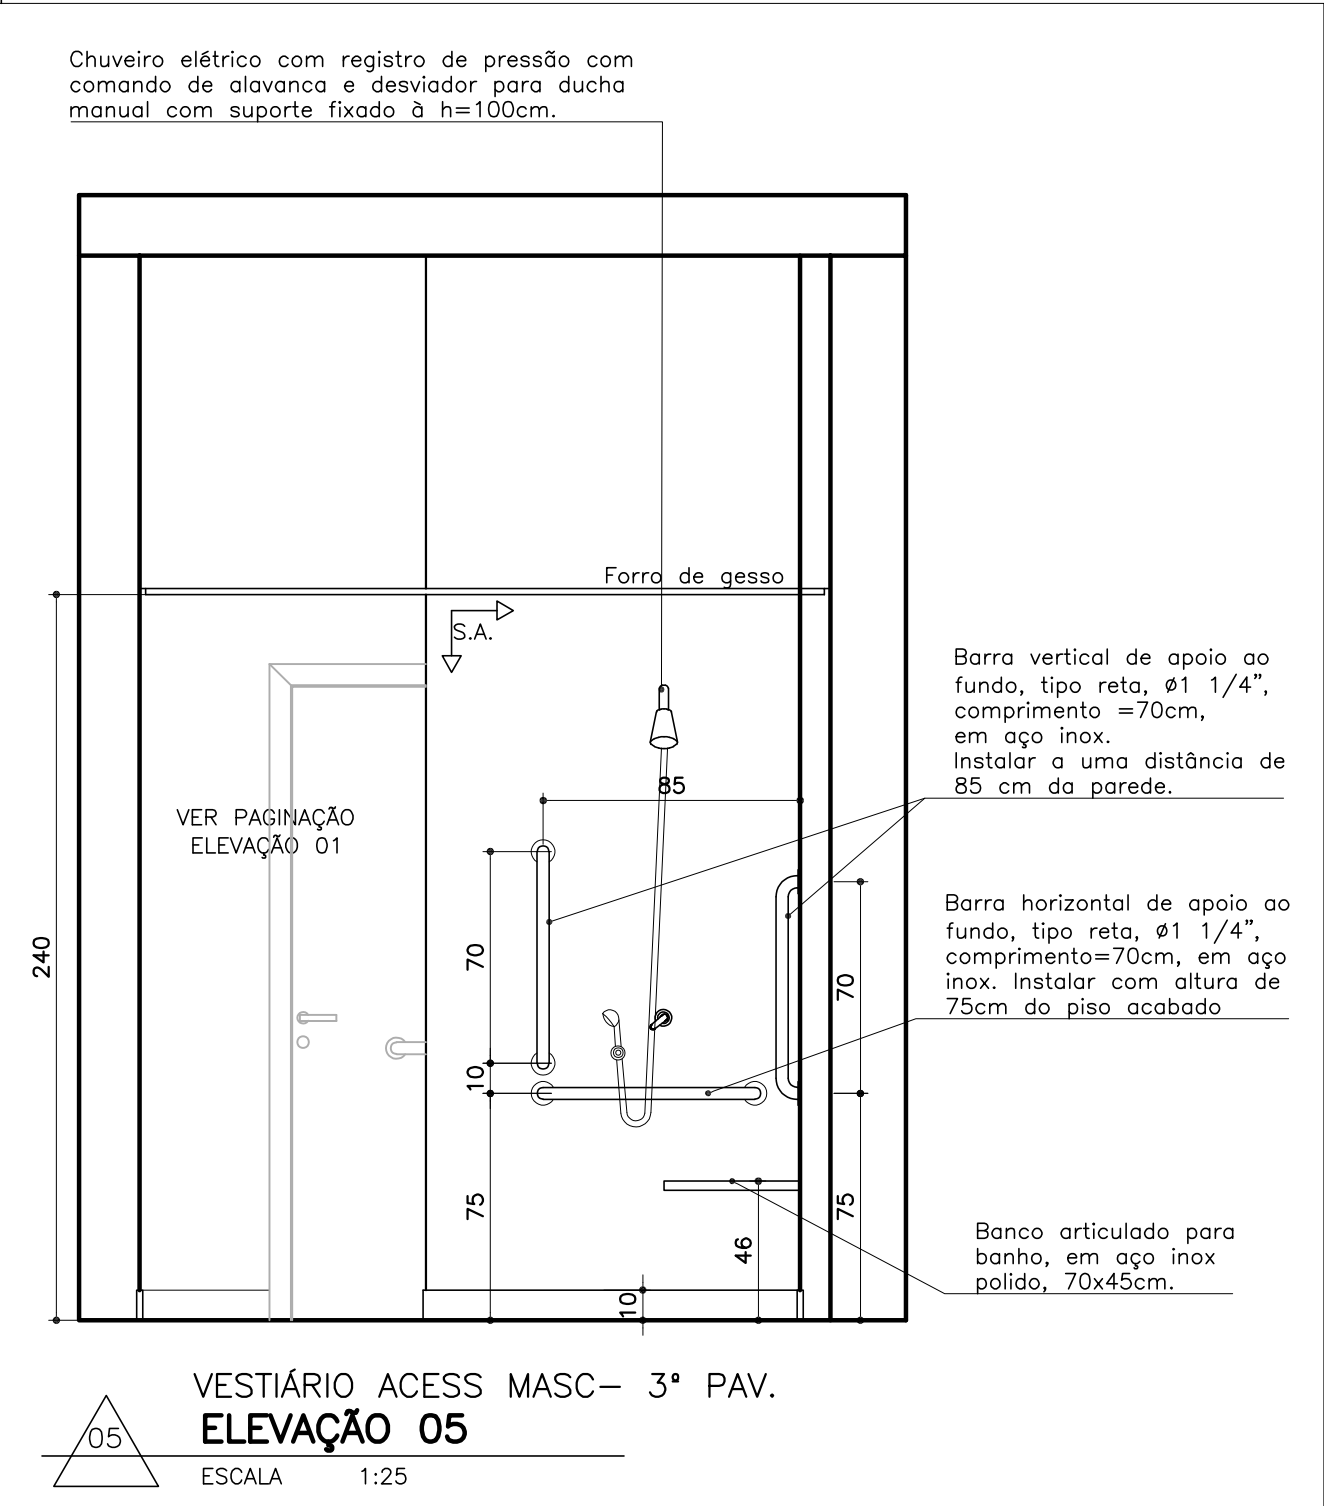 Chuveiro elétrico com registro de pressão com
comando de alavanca e desviador para ducha
manual com suporte fixado à h=100cm.
Forro de gesso
S.A.
Barra vertical de apoio ao
fundo, tipo reta, ø1 1/4”,
comprimento =70cm,
em aço inox.
Instalar a uma distância de
85 cm da parede.
85
VER PAGINAÇÃO
ELEVAÇÃO 01
Barra horizontal de apoio ao
fundo, tipo reta, ø1 1/4”,
comprimento=70cm, em aço
inox. Instalar com altura de
75cm do piso acabado
240
70
70
10
75
75
46
10
Banco articulado para
banho, em aço inox
polido, 70x45cm.
VESTIÁRIO ACESS MASC– 3ª PAV.
05
ELEVAÇÃO 05
ESCALA 1:25